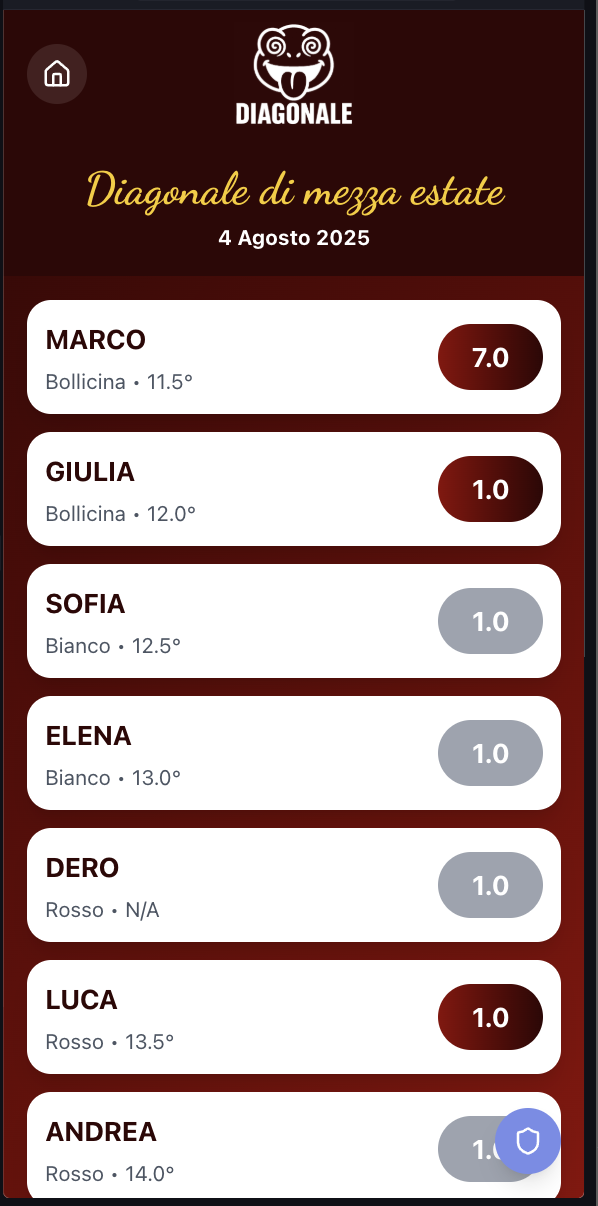 DIAGONALE
Diagonale di mezza estate
4 Agosto 2025
MARCO
Bollicina • 11.5°
7.0
GIULIA
Bollicina • 12.0°
1.0
SOFIA
Bianco • 12.5°
1.0
ELENA
Bianco • 13.0°
1.0
DERO
Rosso • N/A
1.0
LUCA
Rosso • 13.5°
1.0
ANDREA
Rosso • 14.0°